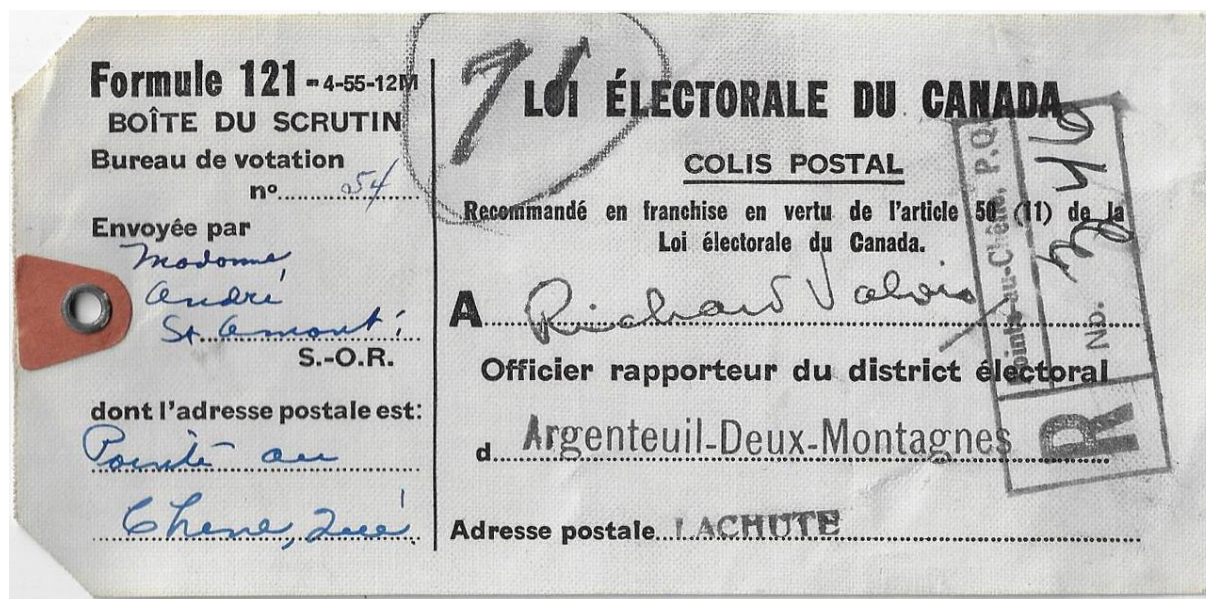 Formule 121 - 4-55-12M
BOÎTE DU SCRUTIN
Bureau de votation
nº 54
Envoyée par
Madame
André
St. Amont
S.-O.R.
dont l'adresse postale est:
Pointe au
Chene, Qué
LOI ÉLECTORALE DU CANADA
COLIS POSTAL
Recommandé en franchise en vertu de l'article 50 (11) de la
Loi électorale du Canada.
A Richard Valois
Officier rapporteur du district électoral
d Argenteuil-Deux-Montagnes
Adresse postale LACHUTE
Pointe-au-Chêne, P.Q.
No.
R